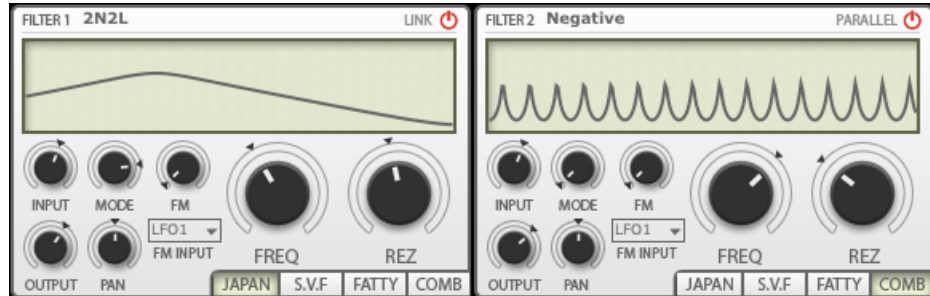 FILTER 1 2N2L LINK
INPUT MODE FM
LFO1
FM INPUT
OUTPUT PAN
FREQ REZ
JAPAN S.V.F FATTY COMB
FILTER 2 Negative PARALLEL
INPUT MODE FM
LFO1
FM INPUT
OUTPUT PAN
FREQ REZ
JAPAN S.V.F FATTY COMB